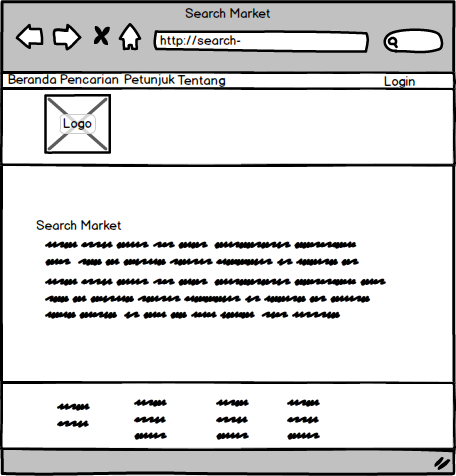 Search Market
http://search-
Beranda Pencarian Petunjuk Tentang Login
Logo
Search Market